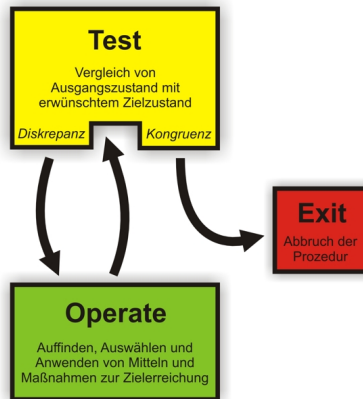 Test
Vergleich von
Ausgangszustand mit
erwünschtem Zielzustand
Diskrepanz
Kongruenz
Exit
Abbruch der
Prozedur
Operate
Auffinden, Auswählen und
Anwenden von Mitteln und
Maßnahmen zur Zielerreichung